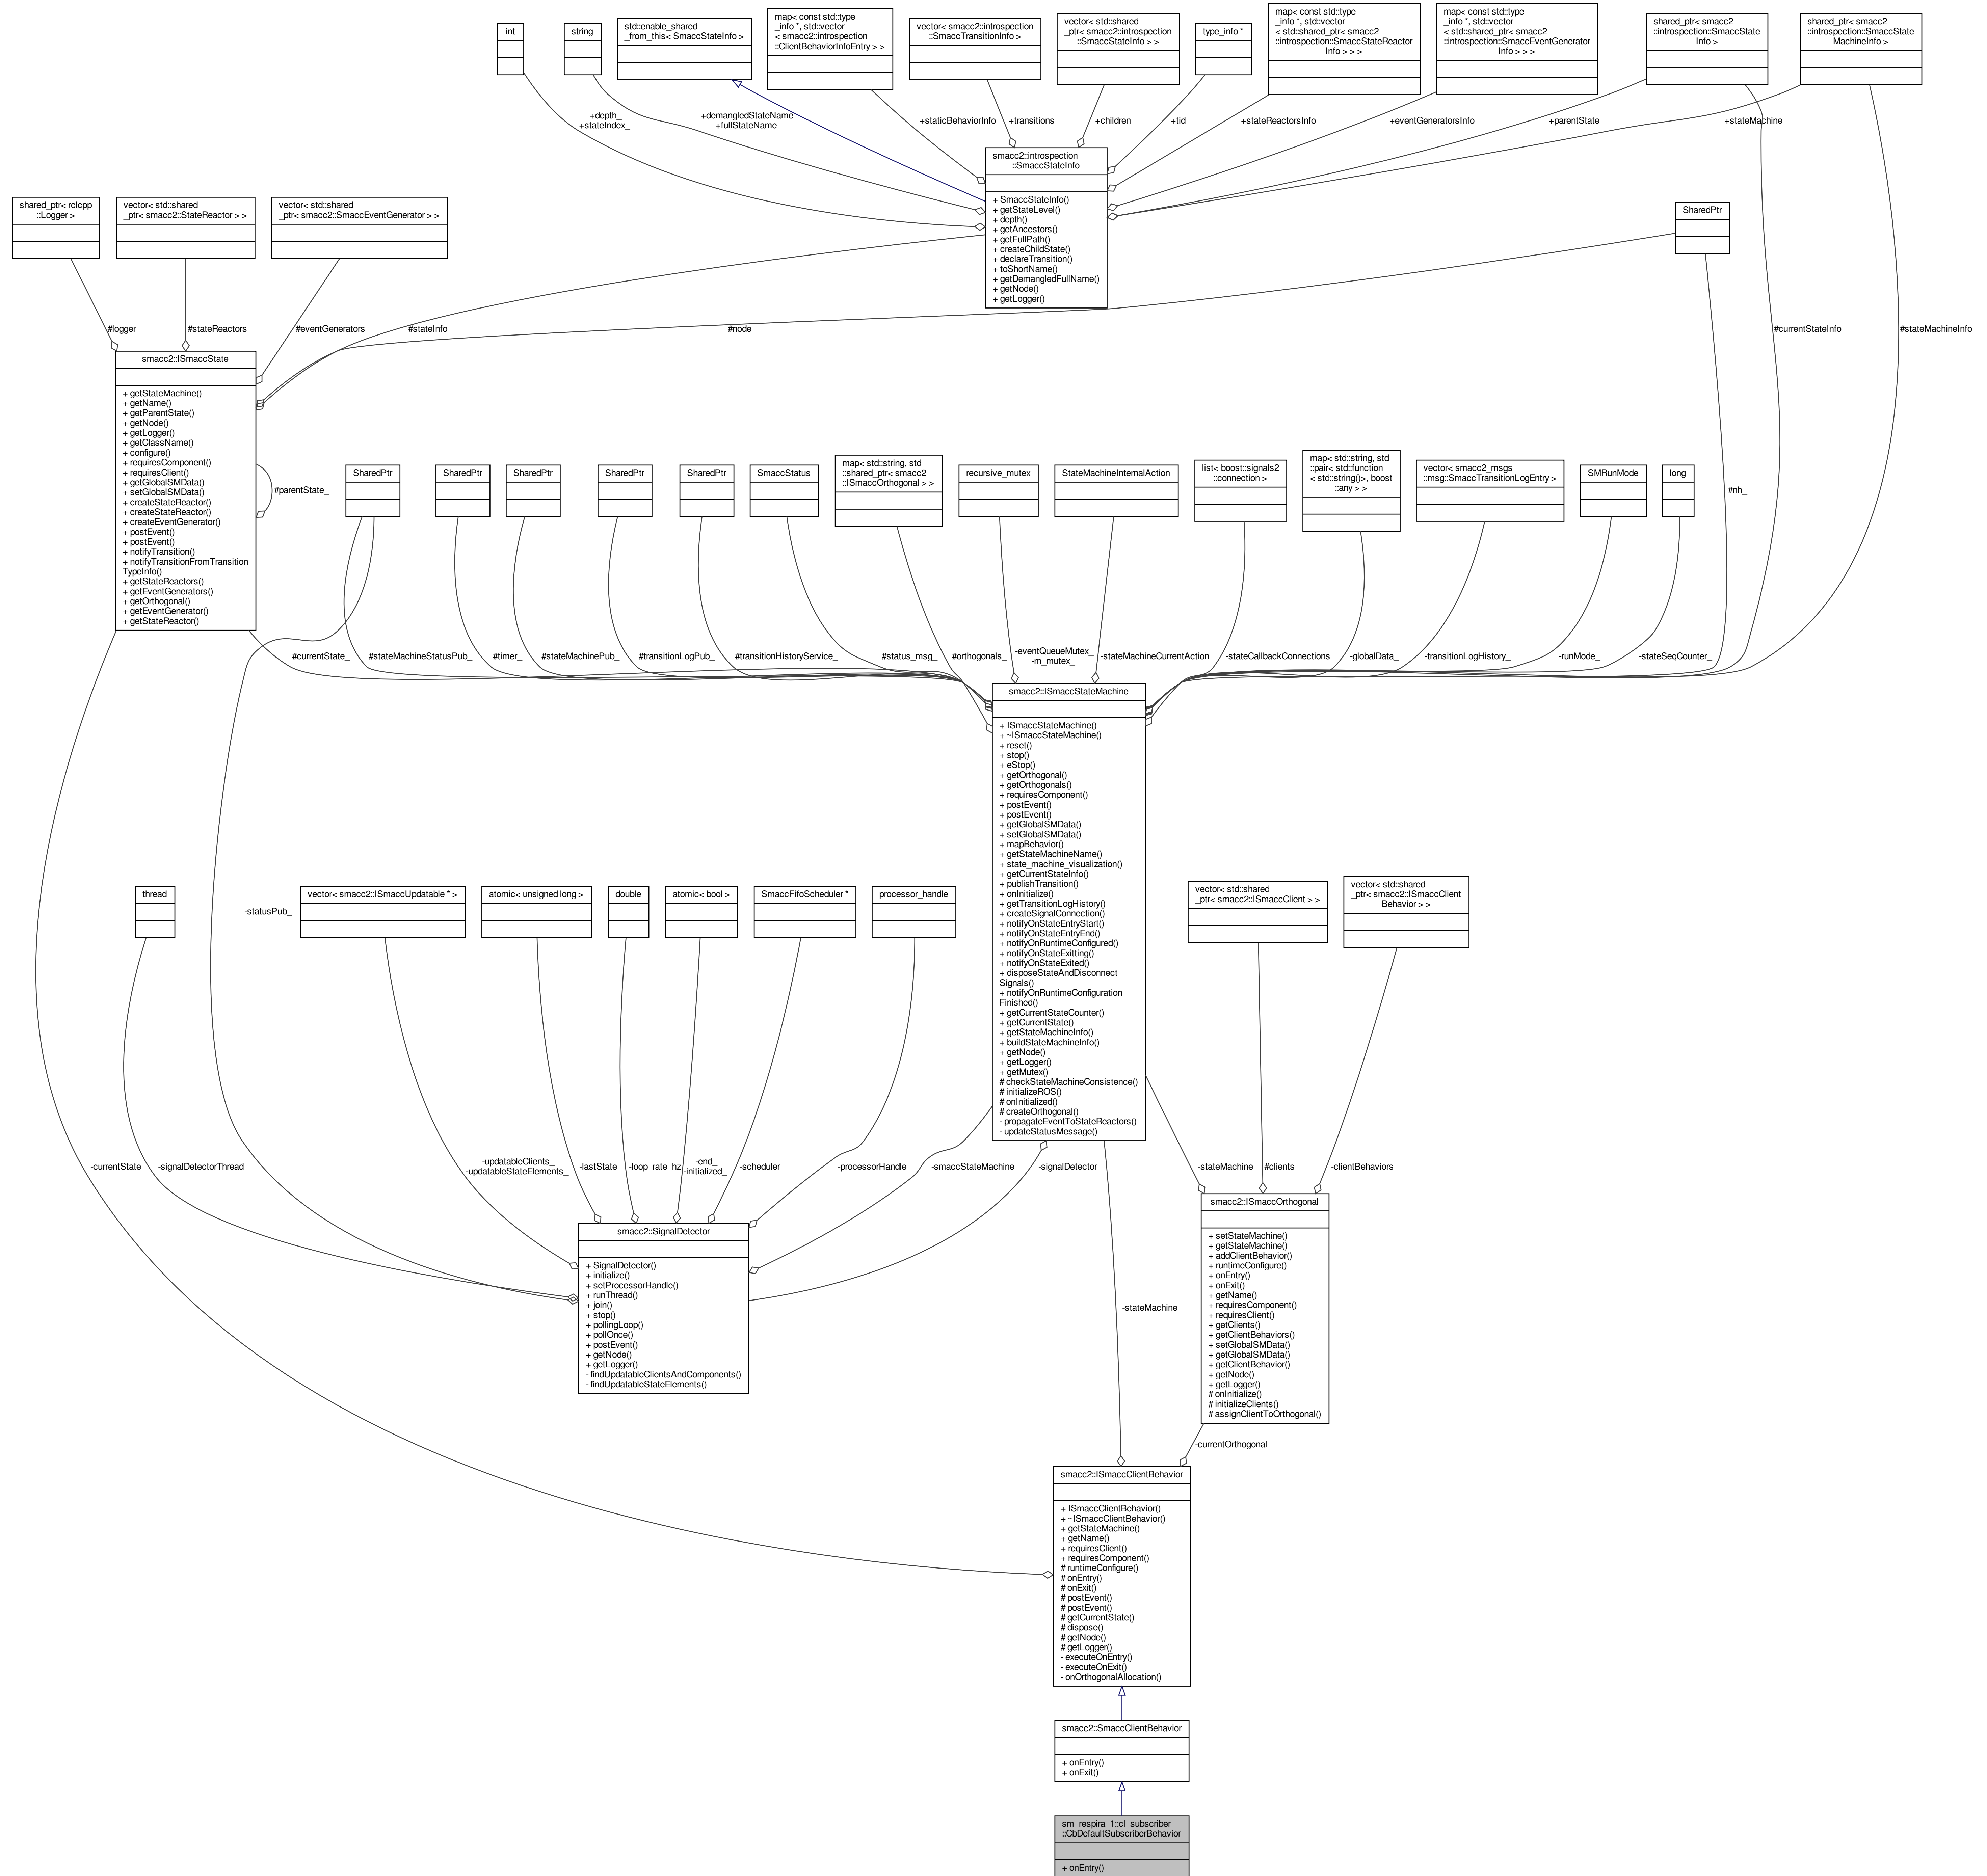 int
string
std::enable_shared
_from_this< SmaccStateInfo >
map< const std::type
_info *, std::vector
< smacc2::introspection
::ClientBehaviorInfoEntry > >
vector< smacc2::introspection
::SmaccTransitionInfo >
vector< std::shared
_ptr< smacc2::introspection
::SmaccStateInfo > >
type_info *
map< const std::type
_info *, std::vector
< std::shared_ptr< smacc2
::introspection::SmaccStateReactor
Info > > >
map< const std::type
_info *, std::vector
< std::shared_ptr< smacc2
::introspection::SmaccEventGenerator
Info > > >
shared_ptr< smacc2
::introspection::SmaccState
Info >
shared_ptr< smacc2
::introspection::SmaccState
MachineInfo >
+depth_
+stateIndex_
+demangledStateName
+fullStateName
+staticBehaviorInfo
+transitions_
+children_
+tid_
+stateReactorsInfo
+eventGeneratorsInfo
+parentState_
+stateMachine_
smacc2::introspection
::SmaccStateInfo
+ SmaccStateInfo()
+ getStateLevel()
+ depth()
+ getAncestors()
+ getFullPath()
+ createChildState()
+ declareTransition()
+ toShortName()
+ getDemangledFullName()
+ getNode()
+ getLogger()
shared_ptr< rclcpp
::Logger >
vector< std::shared
_ptr< smacc2::StateReactor > >
vector< std::shared
_ptr< smacc2::SmaccEventGenerator > >
SharedPtr
#logger_
#stateReactors_
#eventGenerators_
#stateInfo_
#node_
#currentStateInfo_
#stateMachineInfo_
smacc2::ISmaccState
+ getStateMachine()
+ getName()
+ getParentState()
+ getNode()
+ getLogger()
+ getClassName()
+ configure()
+ requiresComponent()
+ requiresClient()
+ getGlobalSMData()
+ setGlobalSMData()
+ createStateReactor()
+ createStateReactor()
+ createEventGenerator()
+ postEvent()
+ postEvent()
+ notifyTransition()
+ notifyTransitionFromTransition
TypeInfo()
+ getStateReactors()
+ getEventGenerators()
+ getOrthogonal()
+ getEventGenerator()
+ getStateReactor()
#parentState_
SharedPtr
SharedPtr
SharedPtr
SharedPtr
SharedPtr
SmaccStatus
map< std::string, std
::shared_ptr< smacc2
::ISmaccOrthogonal > >
recursive_mutex
StateMachineInternalAction
list< boost::signals2
::connection >
map< std::string, std
::pair< std::function
< std::string()>, boost
::any > >
vector< smacc2_msgs
::msg::SmaccTransitionLogEntry >
SMRunMode
long
#nh_
#currentState_
#stateMachineStatusPub_
#timer_
#stateMachinePub_
#transitionLogPub_
#transitionHistoryService_
#status_msg_
#orthogonals_
-eventQueueMutex_
-m_mutex_
-stateMachineCurrentAction
-stateCallbackConnections
-globalData_
-transitionLogHistory_
-runMode_
-stateSeqCounter_
smacc2::ISmaccStateMachine
+ ISmaccStateMachine()
+ ~ISmaccStateMachine()
+ reset()
+ stop()
+ eStop()
+ getOrthogonal()
+ getOrthogonals()
+ requiresComponent()
+ postEvent()
+ postEvent()
+ getGlobalSMData()
+ setGlobalSMData()
+ mapBehavior()
+ getStateMachineName()
+ state_machine_visualization()
+ getCurrentStateInfo()
+ publishTransition()
+ onInitialize()
+ getTransitionLogHistory()
+ createSignalConnection()
+ notifyOnStateEntryStart()
+ notifyOnStateEntryEnd()
+ notifyOnRuntimeConfigured()
+ notifyOnStateExitting()
+ notifyOnStateExited()
+ disposeStateAndDisconnect
Signals()
+ notifyOnRuntimeConfiguration
Finished()
+ getCurrentStateCounter()
+ getCurrentState()
+ getStateMachineInfo()
+ buildStateMachineInfo()
+ getNode()
+ getLogger()
+ getMutex()
# checkStateMachineConsistence()
# initializeROS()
# onInitialized()
# createOrthogonal()
- propagateEventToStateReactors()
- updateStatusMessage()
thread
-statusPub_
vector< smacc2::ISmaccUpdatable * >
atomic< unsigned long >
double
atomic< bool >
SmaccFifoScheduler *
processor_handle
vector< std::shared
_ptr< smacc2::ISmaccClient > >
vector< std::shared
_ptr< smacc2::ISmaccClient
Behavior > >
-currentState
-signalDetectorThread_
-updatableClients_
-updatableStateElements_
-lastState_
-loop_rate_hz
-end_
-initialized_
-scheduler_
-processorHandle_
-smaccStateMachine_
-signalDetector_
-stateMachine_
#clients_
-clientBehaviors_
smacc2::SignalDetector
+ SignalDetector()
+ initialize()
+ setProcessorHandle()
+ runThread()
+ join()
+ stop()
+ pollingLoop()
+ pollOnce()
+ postEvent()
+ getNode()
+ getLogger()
- findUpdatableClientsAndComponents()
- findUpdatableStateElements()
smacc2::ISmaccOrthogonal
+ setStateMachine()
+ getStateMachine()
+ addClientBehavior()
+ runtimeConfigure()
+ onEntry()
+ onExit()
+ getName()
+ requiresComponent()
+ requiresClient()
+ getClients()
+ getClientBehaviors()
+ setGlobalSMData()
+ getGlobalSMData()
+ getClientBehavior()
+ getNode()
+ getLogger()
# onInitialize()
# initializeClients()
# assignClientToOrthogonal()
-stateMachine_
-currentOrthogonal
smacc2::ISmaccClientBehavior
+ ISmaccClientBehavior()
+ ~ISmaccClientBehavior()
+ getStateMachine()
+ getName()
+ requiresClient()
+ requiresComponent()
# runtimeConfigure()
# onEntry()
# onExit()
# postEvent()
# postEvent()
# getCurrentState()
# dispose()
# getNode()
# getLogger()
- executeOnEntry()
- executeOnExit()
- onOrthogonalAllocation()
smacc2::SmaccClientBehavior
+ onEntry()
+ onExit()
sm_respira_1::cl_subscriber
::CbDefaultSubscriberBehavior
+ onEntry()